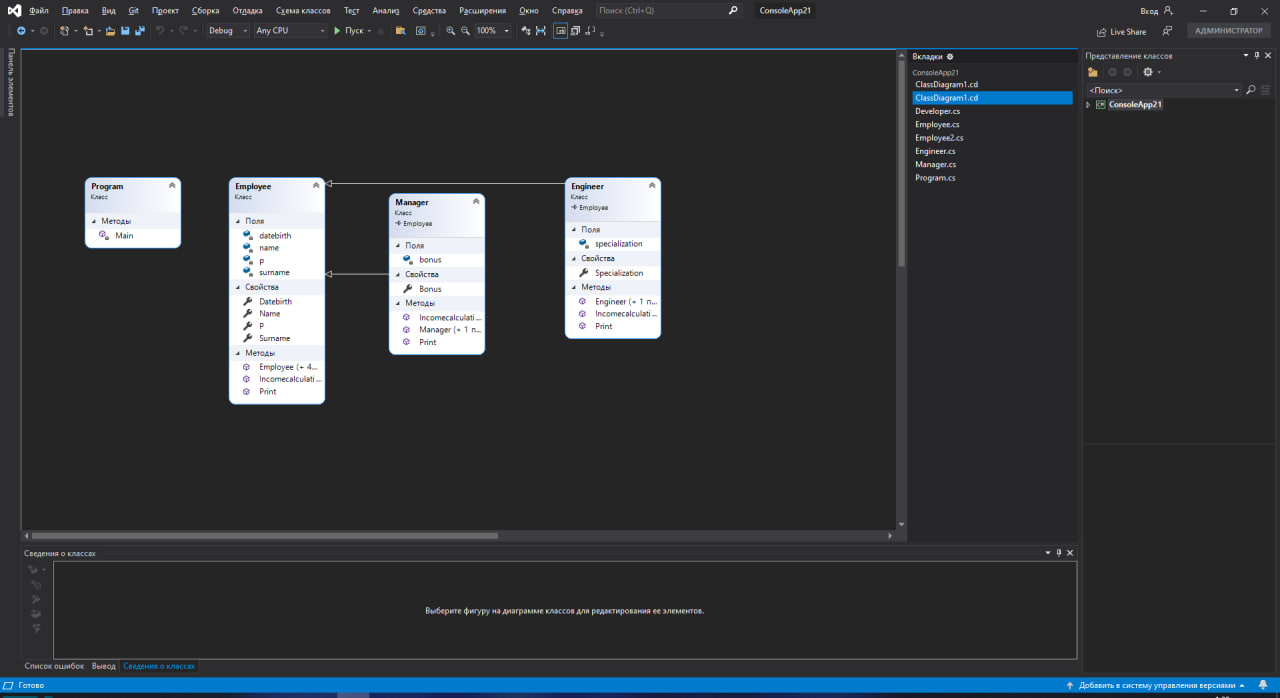 Файл Правка Вид Git Проект Сборка Отладка Схема классов Тест Анализ Средства Расширения Окно Справка Поиск (Ctrl+Q) ConsoleApp21 Вход
Debug Any CPU Пуск 100% Live Share АДМИНИСТРАТОР
Панель элементов
Program
Класс
Методы
Main
Employee
Класс
Поля
datebirth
name
p
surname
Свойства
Datebirth
Name
P
Surname
Методы
Employee (+ 4...
Incomecalculati...
Print
Manager
Класс
Employee
Поля
bonus
Свойства
Bonus
Методы
Incomecalculati...
Manager (+ 1 п...
Print
Engineer
Класс
Employee
Поля
specialization
Свойства
Specialization
Методы
Engineer (+ 1 п...
Incomecalculati...
Print
Вкладки
ConsoleApp21
ClassDiagram1.cd
ClassDiagram1.cd
Developer.cs
Employee.cs
Employee2.cs
Engineer.cs
Manager.cs
Program.cs
Представление классов
<Поиск>
ConsoleApp21
Сведения о классах
Выберите фигуру на диаграмме классов для редактирования ее элементов.
Список ошибок Вывод Сведения о классах
Готово Добавить в систему управления версиями